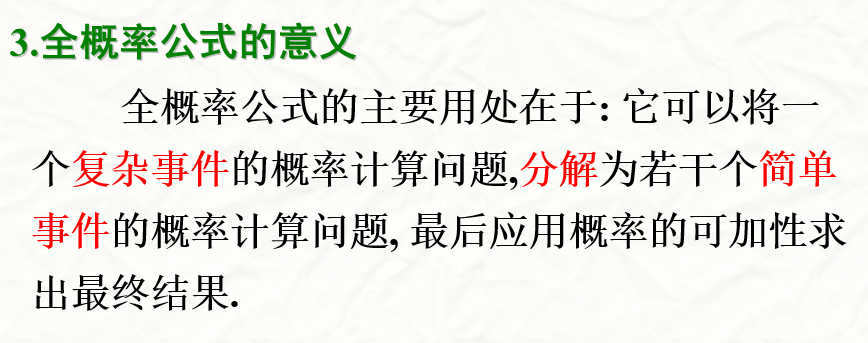 3.全概率公式的意义
全概率公式的主要用处在于: 它可以将一
个复杂事件的概率计算问题,分解为若干个简单
事件的概率计算问题, 最后应用概率的可加性求
出最终结果.